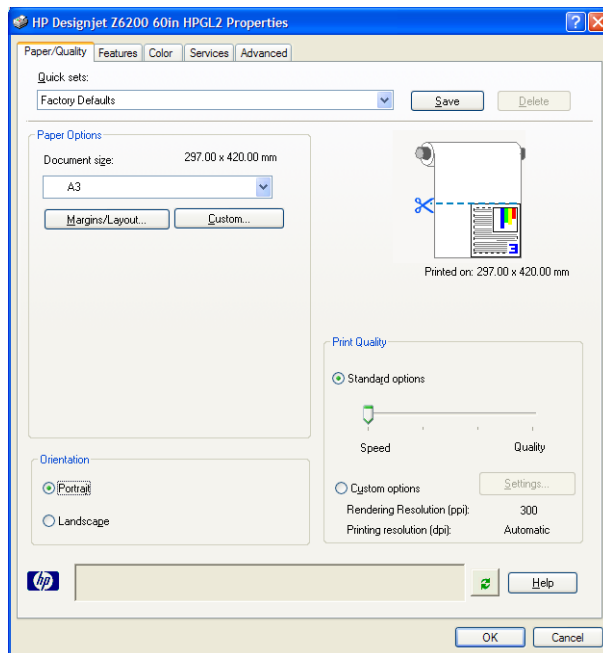 HP Designjet Z6200 60in HPGL2 Properties
Paper/Quality Features Color Services Advanced
Quick sets:
Factory Defaults Save Delete
Paper Options
Document size: 297.00 x 420.00 mm
A3
Margins/Layout... Custom...
3
Printed on: 297.00 x 420.00 mm
Print Quality
Standard options
Speed Quality
Orientation
Portrait
Landscape
Custom options Settings...
Rendering Resolution (ppi): 300
Printing resolution (dpi): Automatic
hp Help
OK Cancel